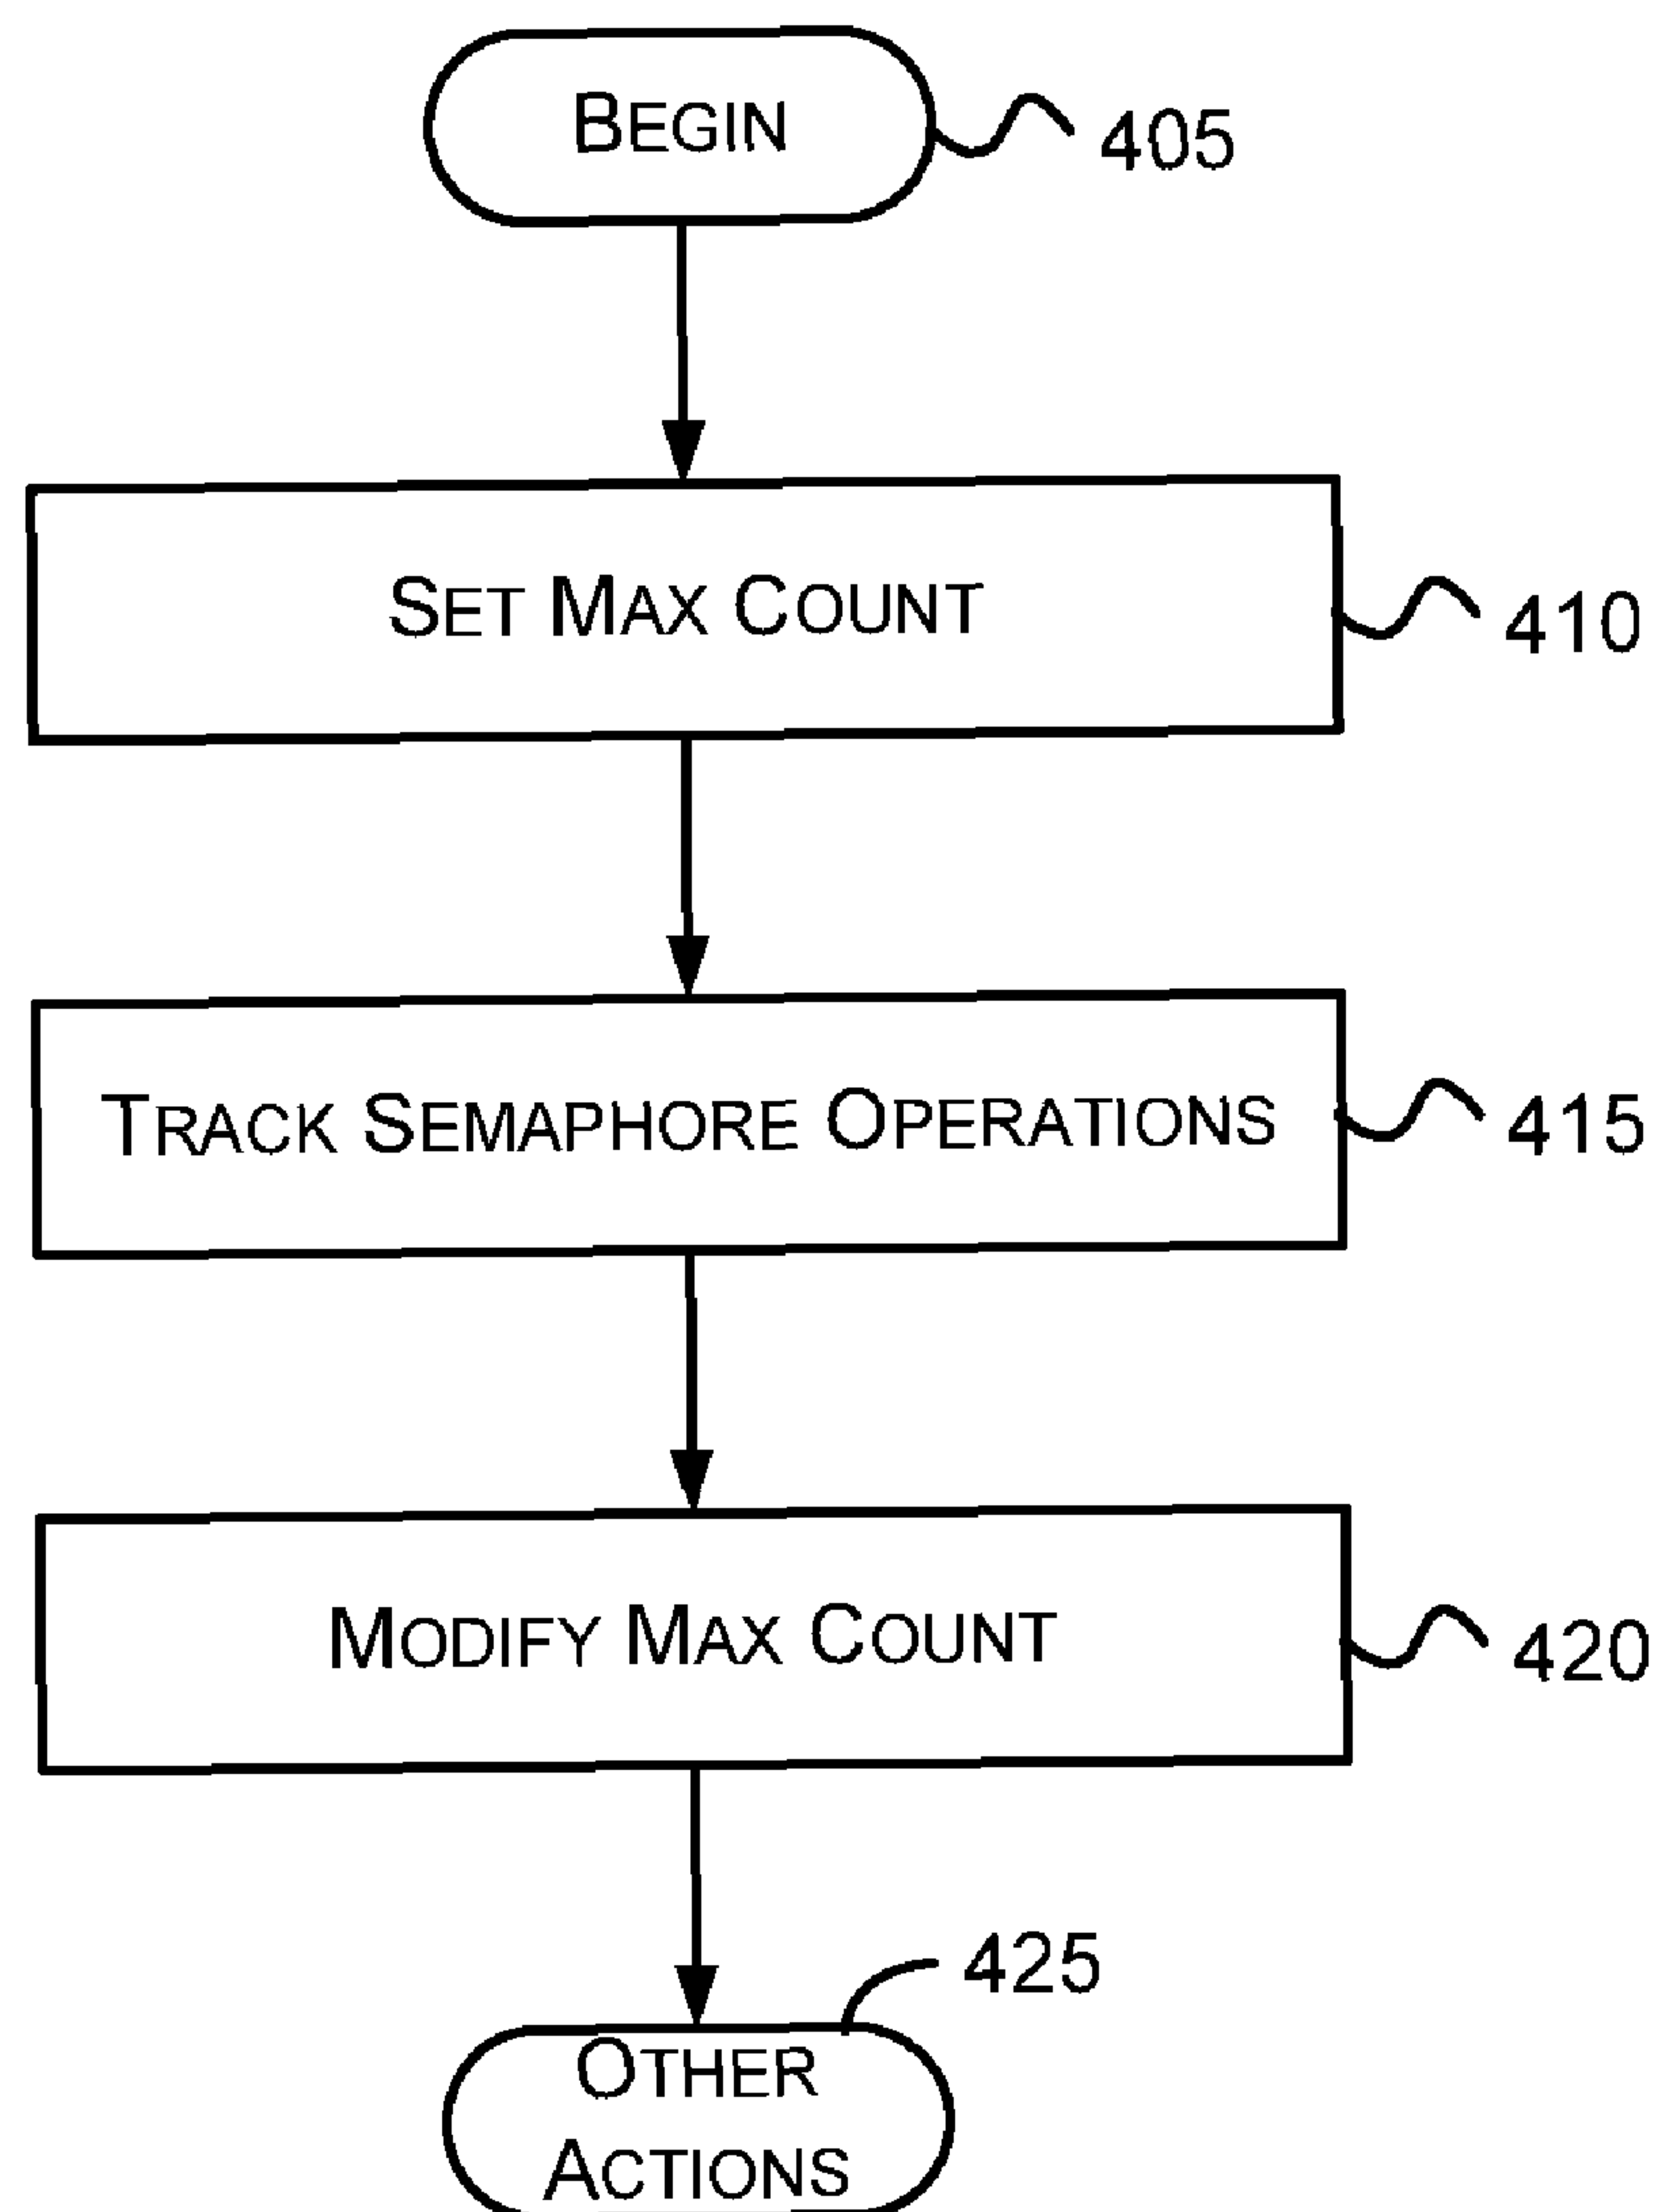 BEGIN
405
SET MAX COUNT
410
TRACK SEMAPHORE OPERATIONS
415
MODIFY MAX COUNT
420
425
OTHER
ACTIONS